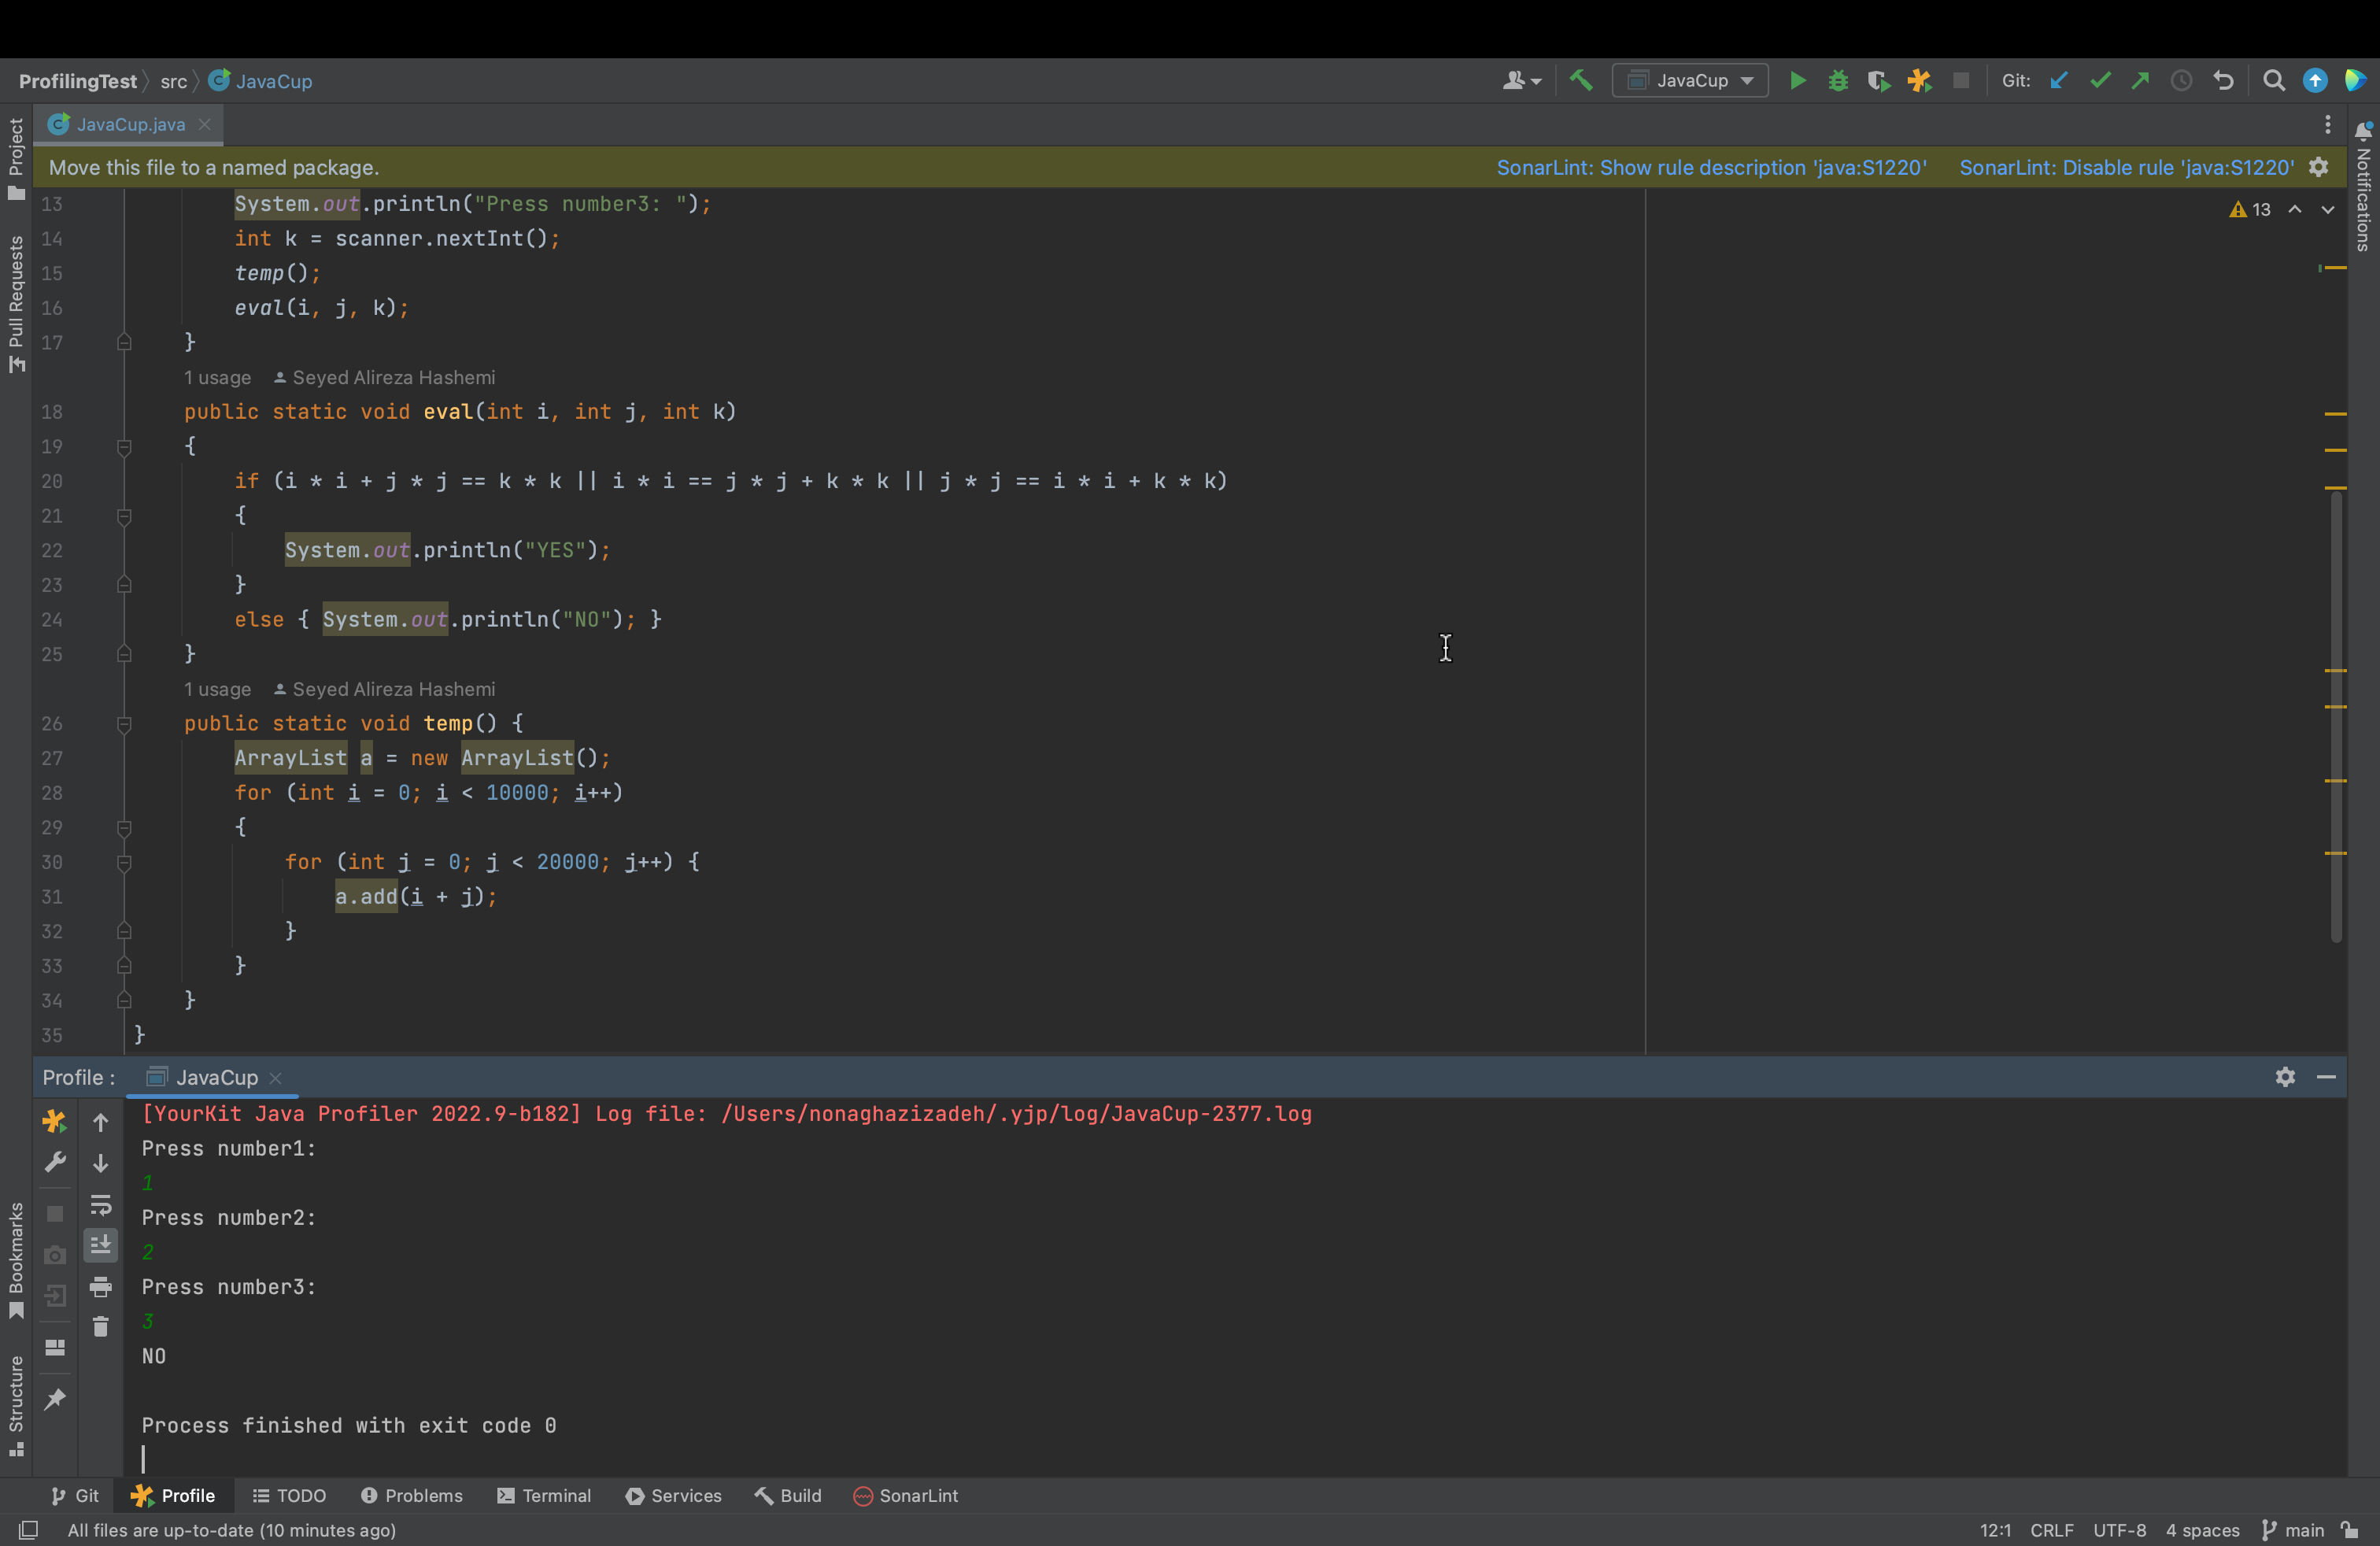 ProfilingTest src JavaCup
JavaCup
Git:
JavaCup.java
Move this file to a named package. SonarLint: Show rule description 'java:S1220' SonarLint: Disable rule 'java:S1220'
Project
Pull Requests
Notifications
13
13 System.out.println("Press number3: ");
14 int k = scanner.nextInt();
15 temp();
16 eval(i, j, k);
17 }
1 usage Seyed Alireza Hashemi
18 public static void eval(int i, int j, int k)
19 {
20 if (i * i + j * j == k * k || i * i == j * j + k * k || j * j == i * i + k * k)
21 {
22 System.out.println("YES");
23 }
24 else { System.out.println("NO"); }
25 }
1 usage Seyed Alireza Hashemi
26 public static void temp() {
27 ArrayList a = new ArrayList();
28 for (int i = 0; i < 10000; i++)
29 {
30 for (int j = 0; j < 20000; j++) {
31 a.add(i + j);
32 }
33 }
34 }
35 }
Profile : JavaCup
[YourKit Java Profiler 2022.9-b182] Log file: /Users/nonaghazizadeh/.yjp/log/JavaCup-2377.log
Press number1:
1
Press number2:
2
Press number3:
3
NO
Process finished with exit code 0
Bookmarks
Structure
Git Profile TODO Problems Terminal Services Build SonarLint
All files are up-to-date (10 minutes ago) 12:1 CRLF UTF-8 4 spaces main